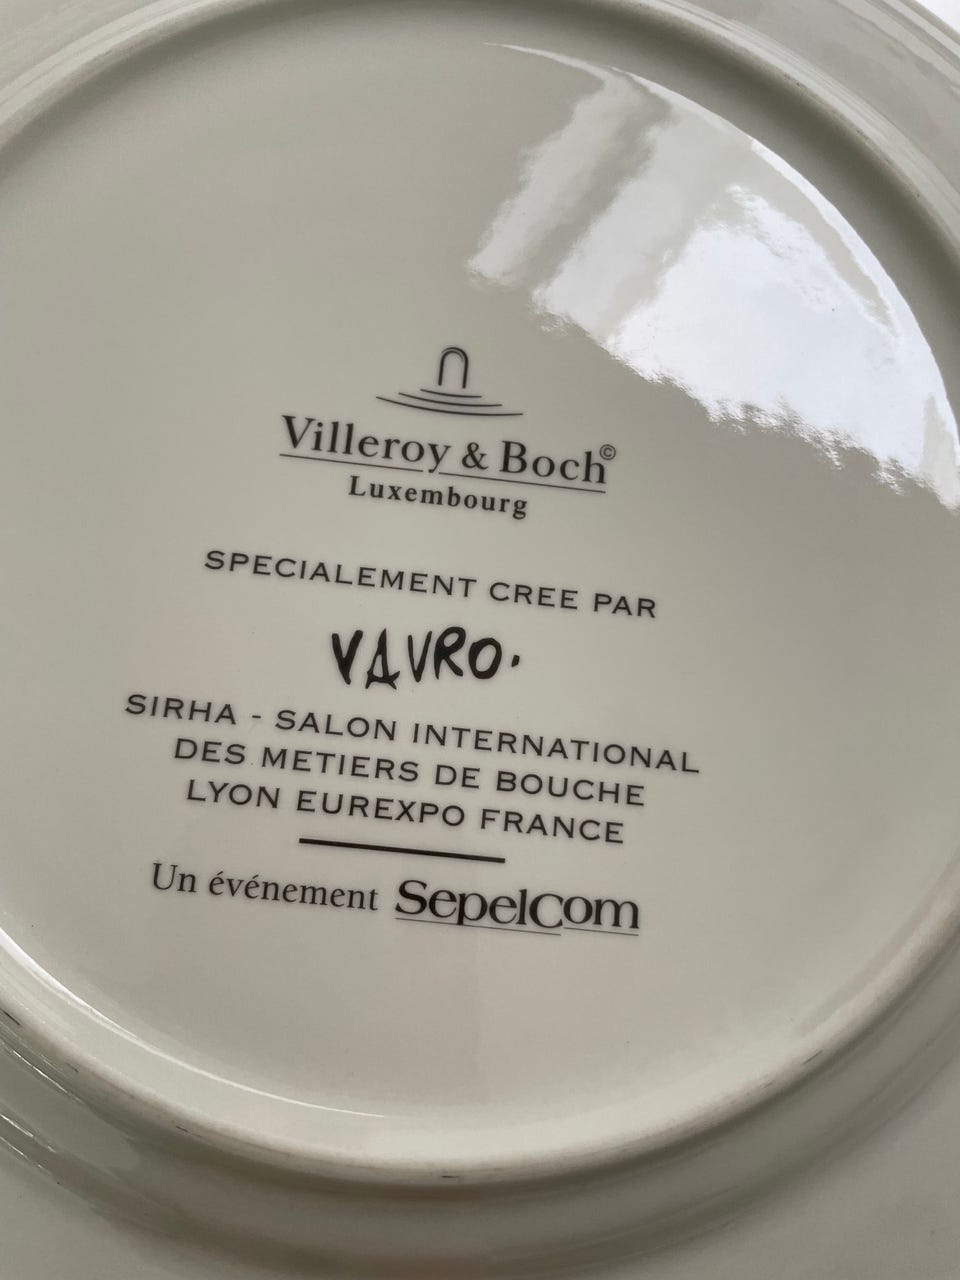 Villeroy & Boch©
Luxembourg
SPECIALEMENT CREE PAR
VAVRO.
SIRHA - SALON INTERNATIONAL
DES METIERS DE BOUCHE
LYON EUREXPO FRANCE
Un événement SepelCom